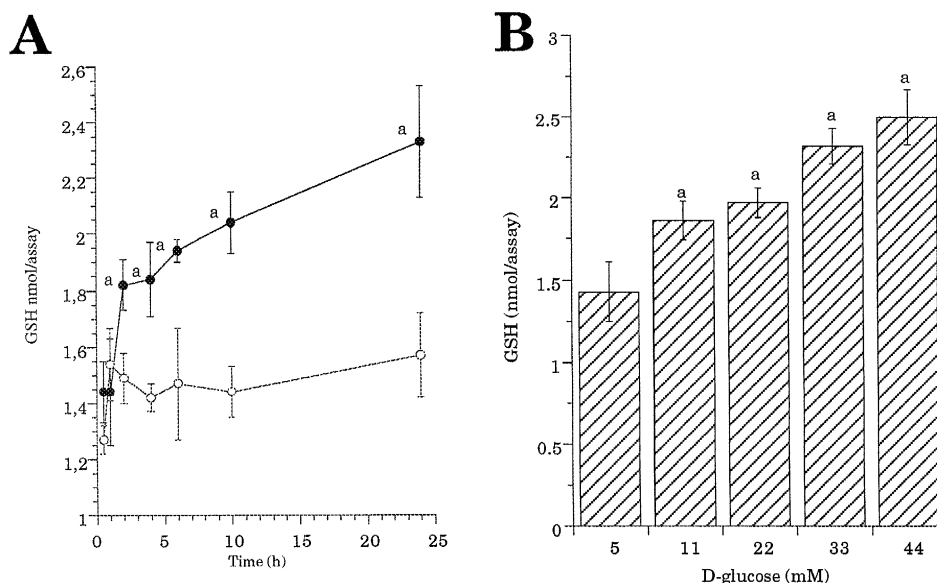 A
GSH nmol/assay
2,6
2,4
2,2
2
1,8
1,6
1,4
1,2
1
a
a
a
a
a
0
5
10
15
20
25
Time (h)
B
GSH (nmol/assay)
3
2.5
2
1.5
1
0.5
0
a
a
a
a
5
11
22
33
44
D-glucose (mM)